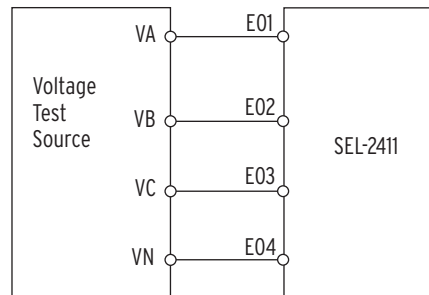 VA E01
Voltage
Test
Source
VB E02
SEL-2411
VC E03
VN E04